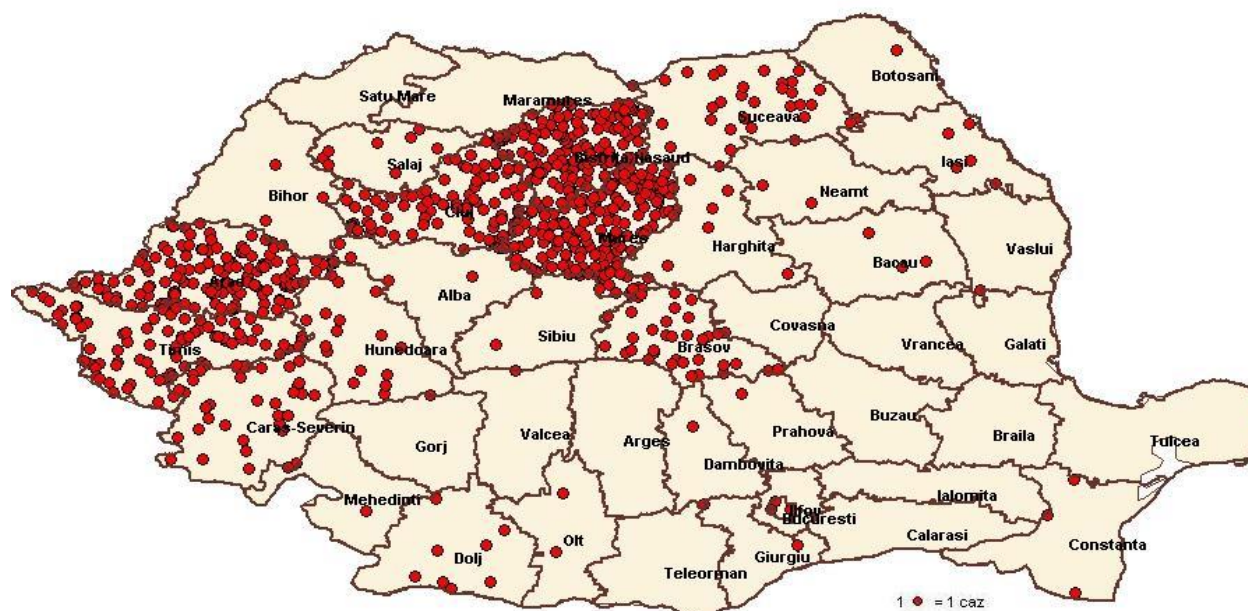 Botosani
Satu Mare
Maramures
Suceava
Bistrita Nasaud
Salaj
Iasi
Bihor
Neamt
Cluj
Mures
Harghita
Vaslui
Bacau
Arad
Alba
Covasna
Sibiu
Timis
Hunedoara
Brasov
Vrancea
Galati
Caras-Severin
Gorj
Valcea
Arges
Prahova
Buzau
Braila
Tulcea
Dambovita
Mehedinti
Ialomita
Ilfov
Bucuresti
Calarasi
Constanta
Olt
Dolj
Giurgiu
Teleorman
1 = 1 caz